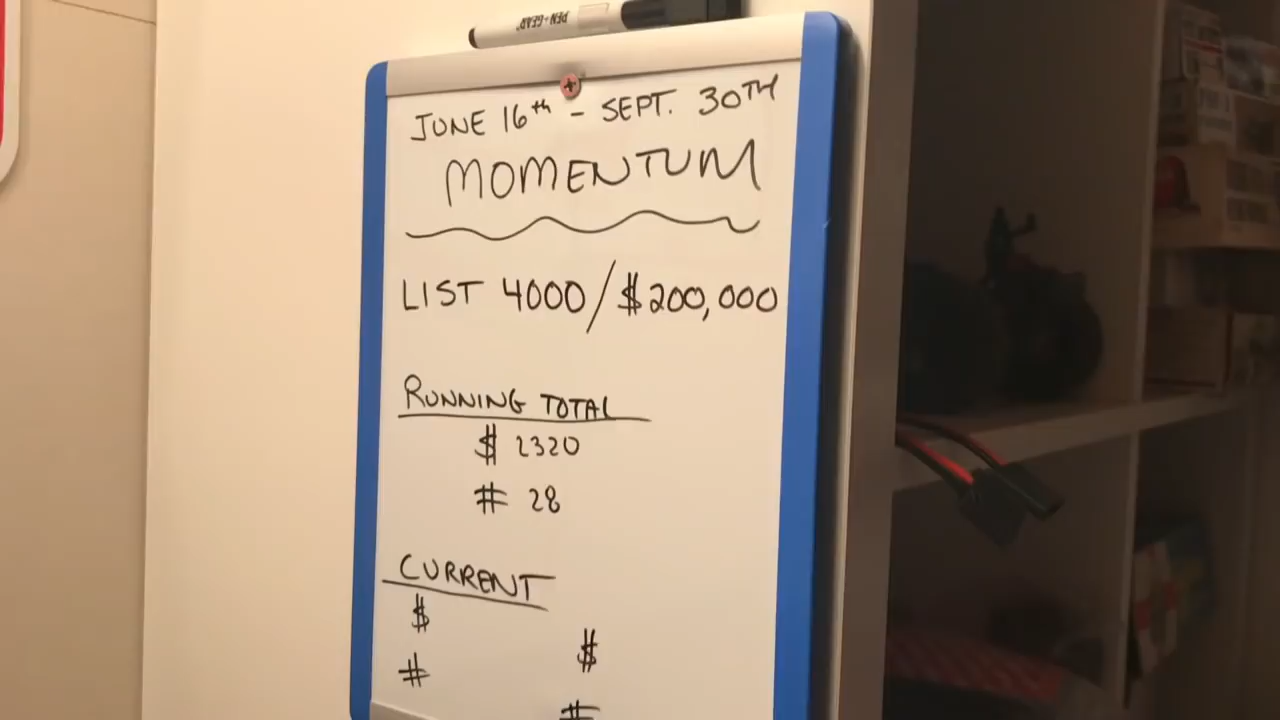 PEN+GEAR
JUNE 16th - SEPT. 30TH
MOMENTUM
LIST 4000/$200,000
RUNNING TOTAL
$ 2320
# 28
CURRENT
$
$
#
#